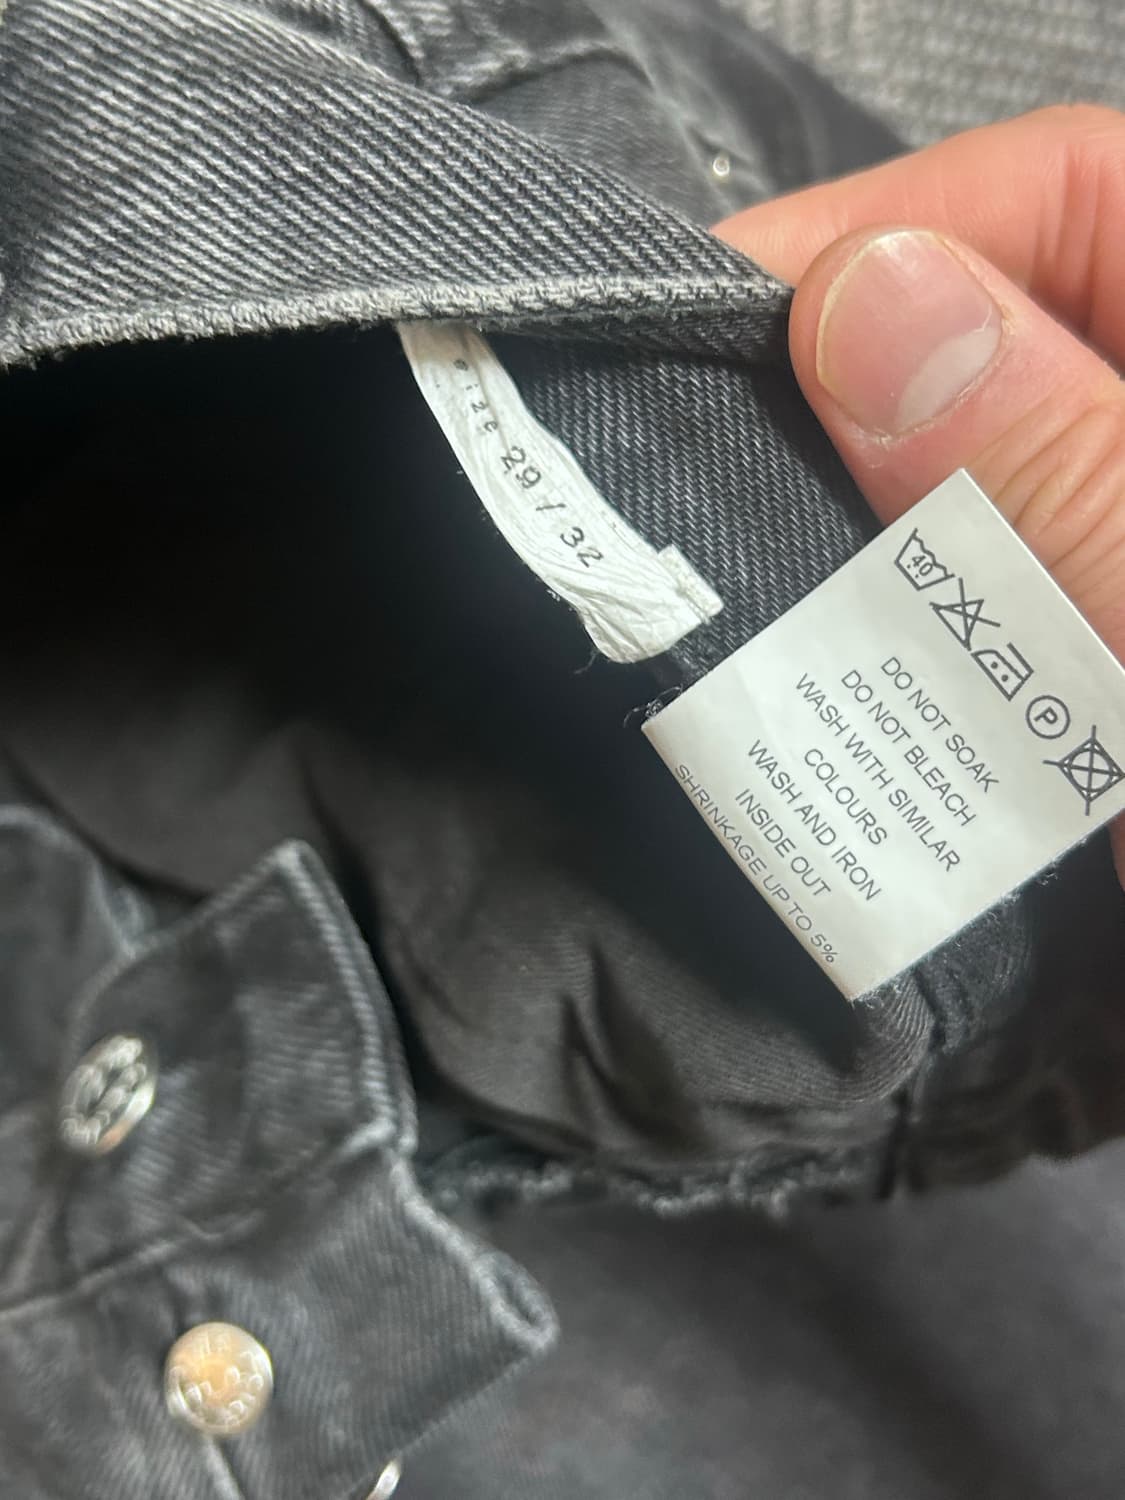 size 29 / 32
40
P
DO NOT SOAK
DO NOT BLEACH
WASH WITH SIMILAR
COLOURS
WASH AND IRON
INSIDE OUT
SHRINKAGE UP TO 5%